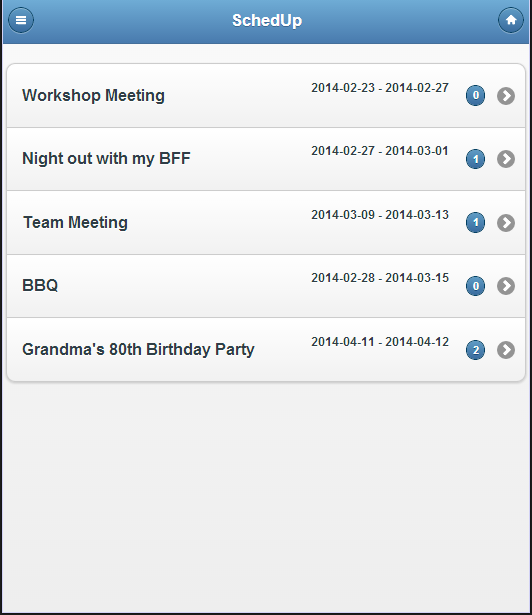 SchedUp
Workshop Meeting 2014-02-23 - 2014-02-27 0
Night out with my BFF 2014-02-27 - 2014-03-01 1
Team Meeting 2014-03-09 - 2014-03-13 1
BBQ 2014-02-28 - 2014-03-15 0
Grandma's 80th Birthday Party 2014-04-11 - 2014-04-12 2